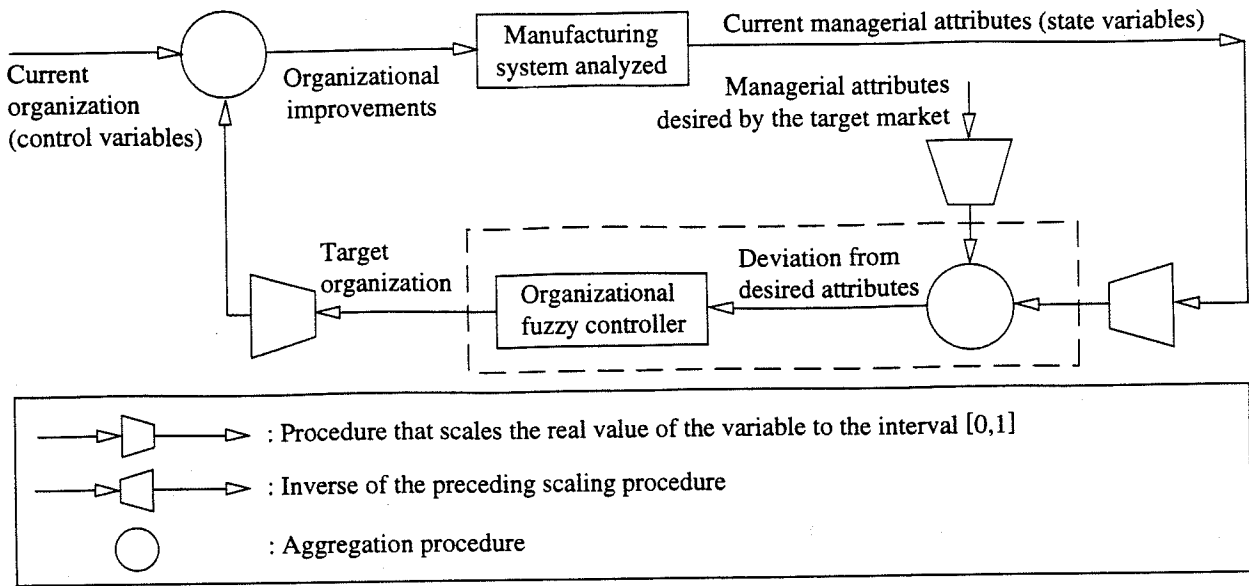 Current
organization
(control variables)
Organizational
improvements
Manufacturing
system analyzed
Current managerial attributes (state variables)
Managerial attributes
desired by the target market
Target
organization
Organizational
fuzzy controller
Deviation from
desired attributes
: Procedure that scales the real value of the variable to the interval [0,1]
: Inverse of the preceding scaling procedure
: Aggregation procedure